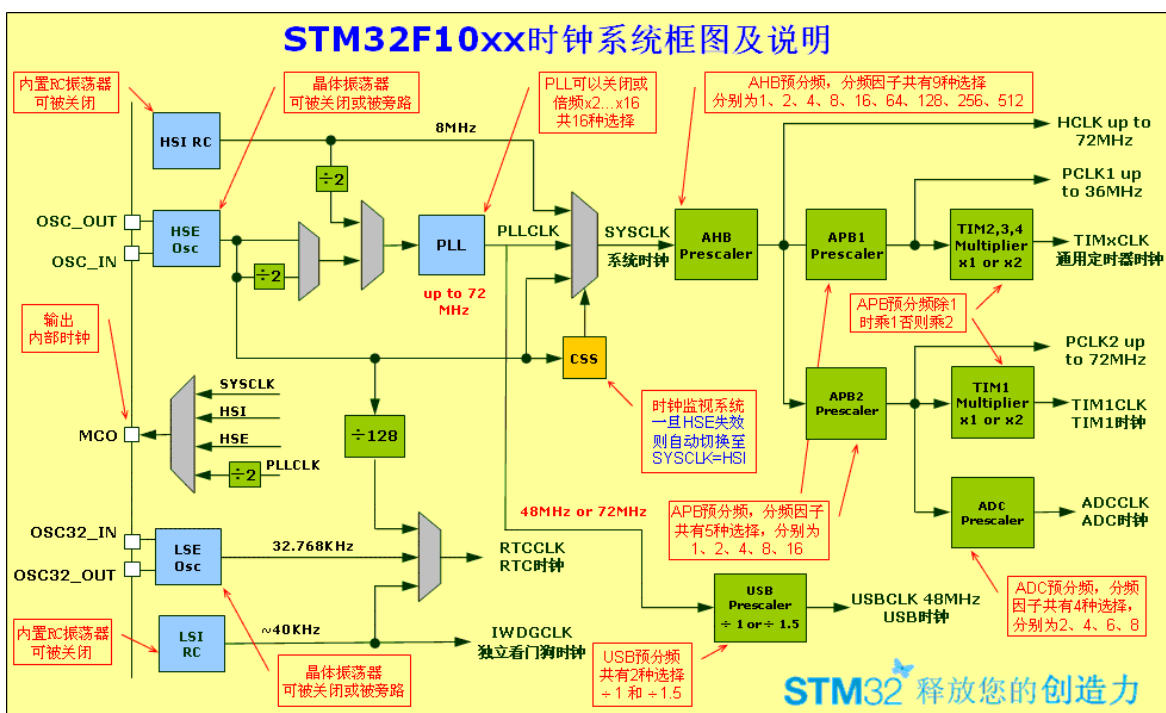 STM32F10xx时钟系统框图及说明
内置RC振荡器
可被关闭
晶体振荡器
可被关闭或被旁路
PLL可以关闭或
倍频x2...x16
共16种选择
AHB预分频，分频因子共有9种选择
分别为1、2、4、8、16、64、128、256、512
HSI RC
8MHz
÷2
HCLK up to
72MHz
PCLK1 up
to 36MHz
OSC_OUT
OSC_IN
HSE
Osc
÷2
PLL
PLLCLK
up to 72
MHz
SYSCLK
系统时钟
AHB
Prescaler
APB1
Prescaler
TIM2,3,4
Multiplier
x1 or x2
TIMxCLK
通用定时器时钟
APB预分频除1
时乘1否则乘2
输出
内部时钟
CSS
时钟监视系统
一旦HSE失效
则自动切换至
SYSCLK=HSI
PCLK2 up
to 72MHz
APB2
Prescaler
TIM1
Multiplier
x1 or x2
TIM1CLK
TIM1时钟
MCO
SYSCLK
HSI
HSE
PLLCLK
÷2
÷128
APB预分频，分频因子
共有5种选择，分别为
1、2、4、8、16
ADC
Prescaler
ADCCLK
ADC时钟
48MHz or 72MHz
OSC32_IN
OSC32_OUT
LSE
Osc
32.768KHz
RTCCLK
RTC时钟
USB
Prescaler
÷ 1 or÷ 1.5
USBCLK 48MHz
USB时钟
ADC预分频，分频
因子共有4种选择，
分别为2、4、6、8
内置RC振荡器
可被关闭
LSI
RC
~40KHz
IWDGCLK
独立看门狗时钟
晶体振荡器
可被关闭或被旁路
USB预分频
共有2种选择
÷1 和 ÷1.5
STM32 释放您的创造力